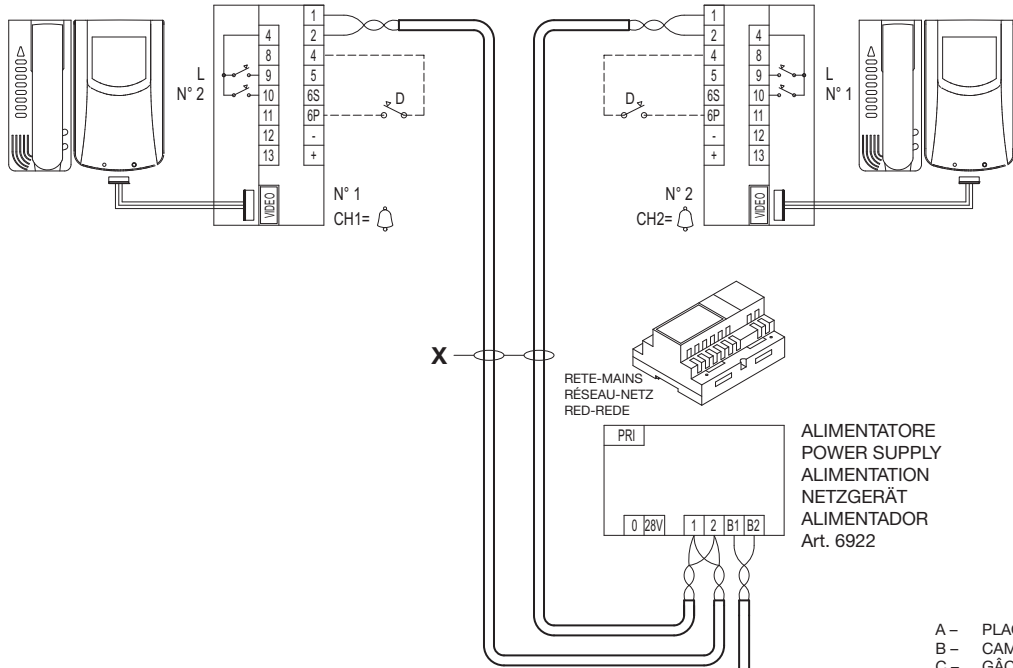 1
2
4
5
6S
6P
-
+
4
8
9
10
11
12
13
VIDEO
L
N° 2
D
N° 1
CH1=
1
2
4
5
6S
6P
-
+
4
8
9
10
11
12
13
VIDEO
D
L
N° 1
N° 2
CH2=
X
RETE-MAINS
RÉSEAU-NETZ
RED-REDE
PRI
0 28V 1 2 B1 B2
ALIMENTATORE
POWER SUPPLY
ALIMENTATION
NETZGERÄT
ALIMENTADOR
Art. 6922
A –
B –
C –